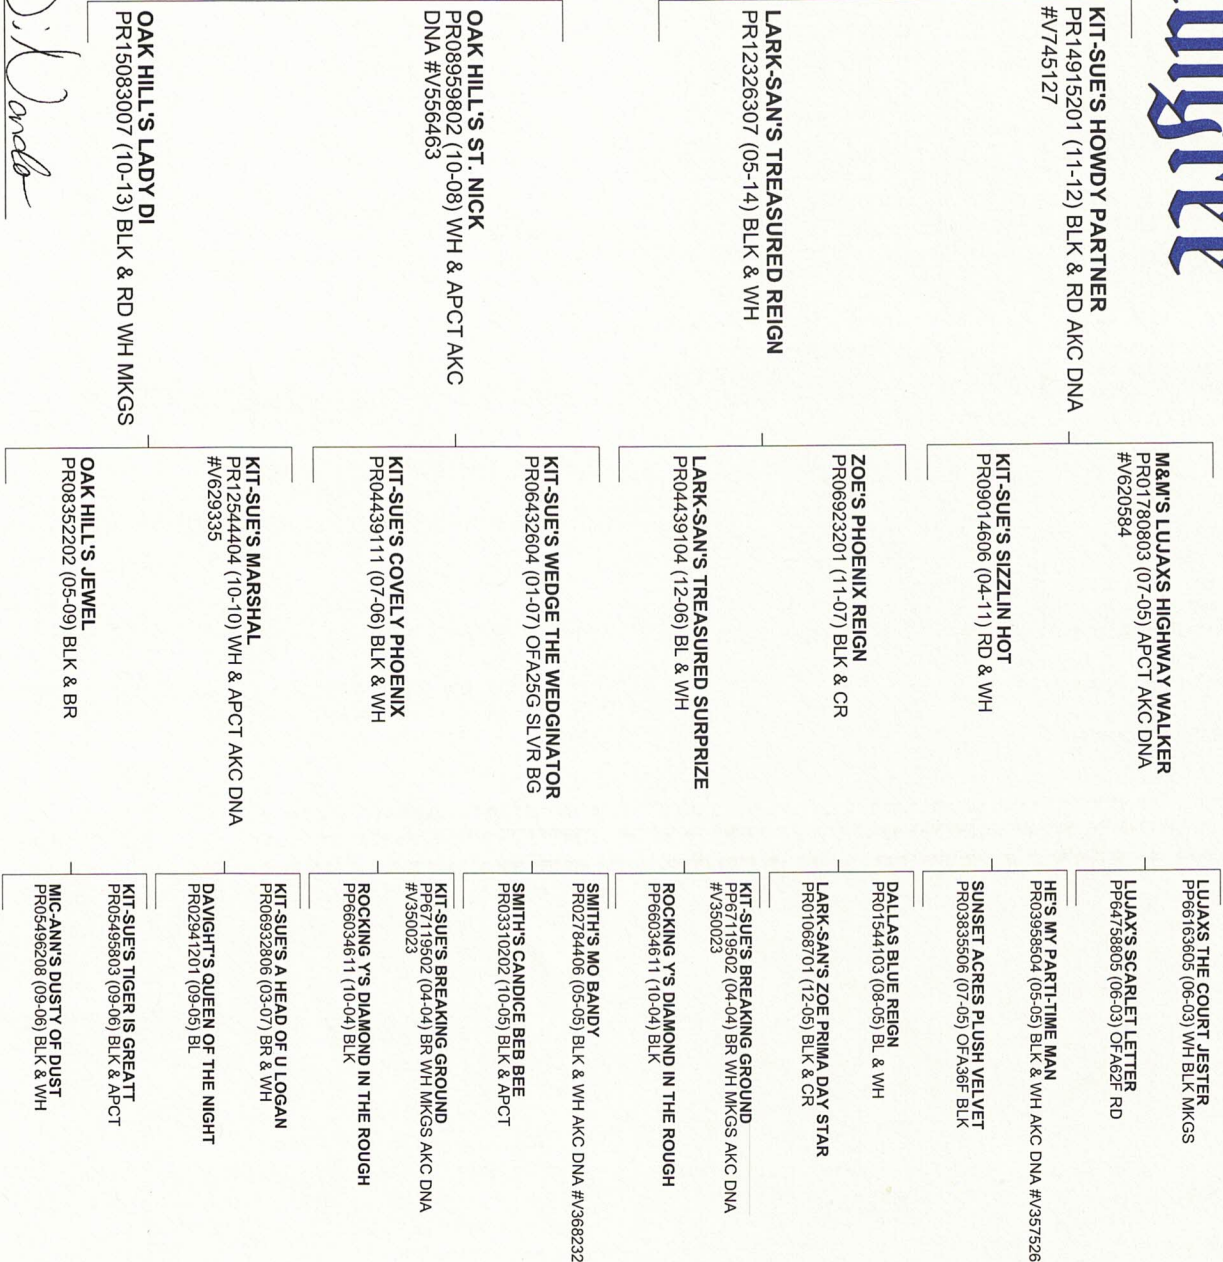 KIT-SUE'S HOWDY PARTNER
PR14915201 (11-12) BLK & RD AKC DNA
#V745127
LARK-SAN'S TREASURED REIGN
PR12326307 (05-14) BLK & WH
OAK HILL'S ST. NICK
PR08959802 (10-08) WH & APCT AKC
DNA #V556463
OAK HILL'S LADY DI
PR15083007 (10-13) BLK & RD WH MKGS
M&M'S LUJAXS HIGHWAY WALKER
PR01780803 (07-05) APCT AKC DNA
#V620584
KIT-SUE'S SIZZLIN HOT
PR09014606 (04-11) RD & WH
ZOE'S PHOENIX REIGN
PR06923201 (11-07) BLK & CR
LARK-SAN'S TREASURED SURPRIZE
PR04439104 (12-06) BL & WH
KIT-SUE'S WEDGE THE WEDGINATOR
PR06432604 (01-07) OFA25G SLVR BG
KIT-SUE'S COVELY PHOENIX
PR04439111 (07-06) BLK & WH
KIT-SUE'S MARSHAL
PR12544404 (10-10) WH & APCT AKC DNA
#V629335
OAK HILL'S JEWEL
PR08352202 (05-09) BLK & BR
LUJAXS THE COURT JESTER
PP66163605 (06-03) WH BLK MKGS
LUJAX'S SCARLET LETTER
PP64758805 (06-03) OFA62F RD
HE'S MY PARTI-TIME MAN
PR03958504 (05-05) BLK & WH AKC DNA #V357526
SUNSET ACRES PLUSH VELVET
PR03835506 (07-05) OFA36F BLK
DALLAS BLUE REIGN
PR01544103 (08-05) BL & WH
LARK-SAN'S ZOE PRIMA DAY STAR
PR01068701 (12-05) BLK & CR
KIT-SUE'S BREAKING GROUND
PP67119502 (04-04) BR WH MKGS AKC DNA
#V350023
ROCKING Y'S DIAMOND IN THE ROUGH
PP66034611 (10-04) BLK
SMITH'S MO BANDY
PR02784406 (05-05) BLK & WH AKC DNA #V368232
SMITH'S CANDICE BEB BEE
PR03310202 (10-05) BLK & APCT
KIT-SUE'S BREAKING GROUND
PP67119502 (04-04) BR WH MKGS AKC DNA
#V350023
ROCKING Y'S DIAMOND IN THE ROUGH
PP66034611 (10-04) BLK
KIT-SUE'S A HEAD OF U LOGAN
PR06932806 (03-07) BR & WH
DAVIGHT'S QUEEN OF THE NIGHT
PR02941201 (09-05) BL
KIT-SUE'S TIGER IS GREATT
PR05495803 (09-06) BLK & APCT
MIC-ANN'S DUSTY OF DUST
PR05496208 (09-06) BLK & WH